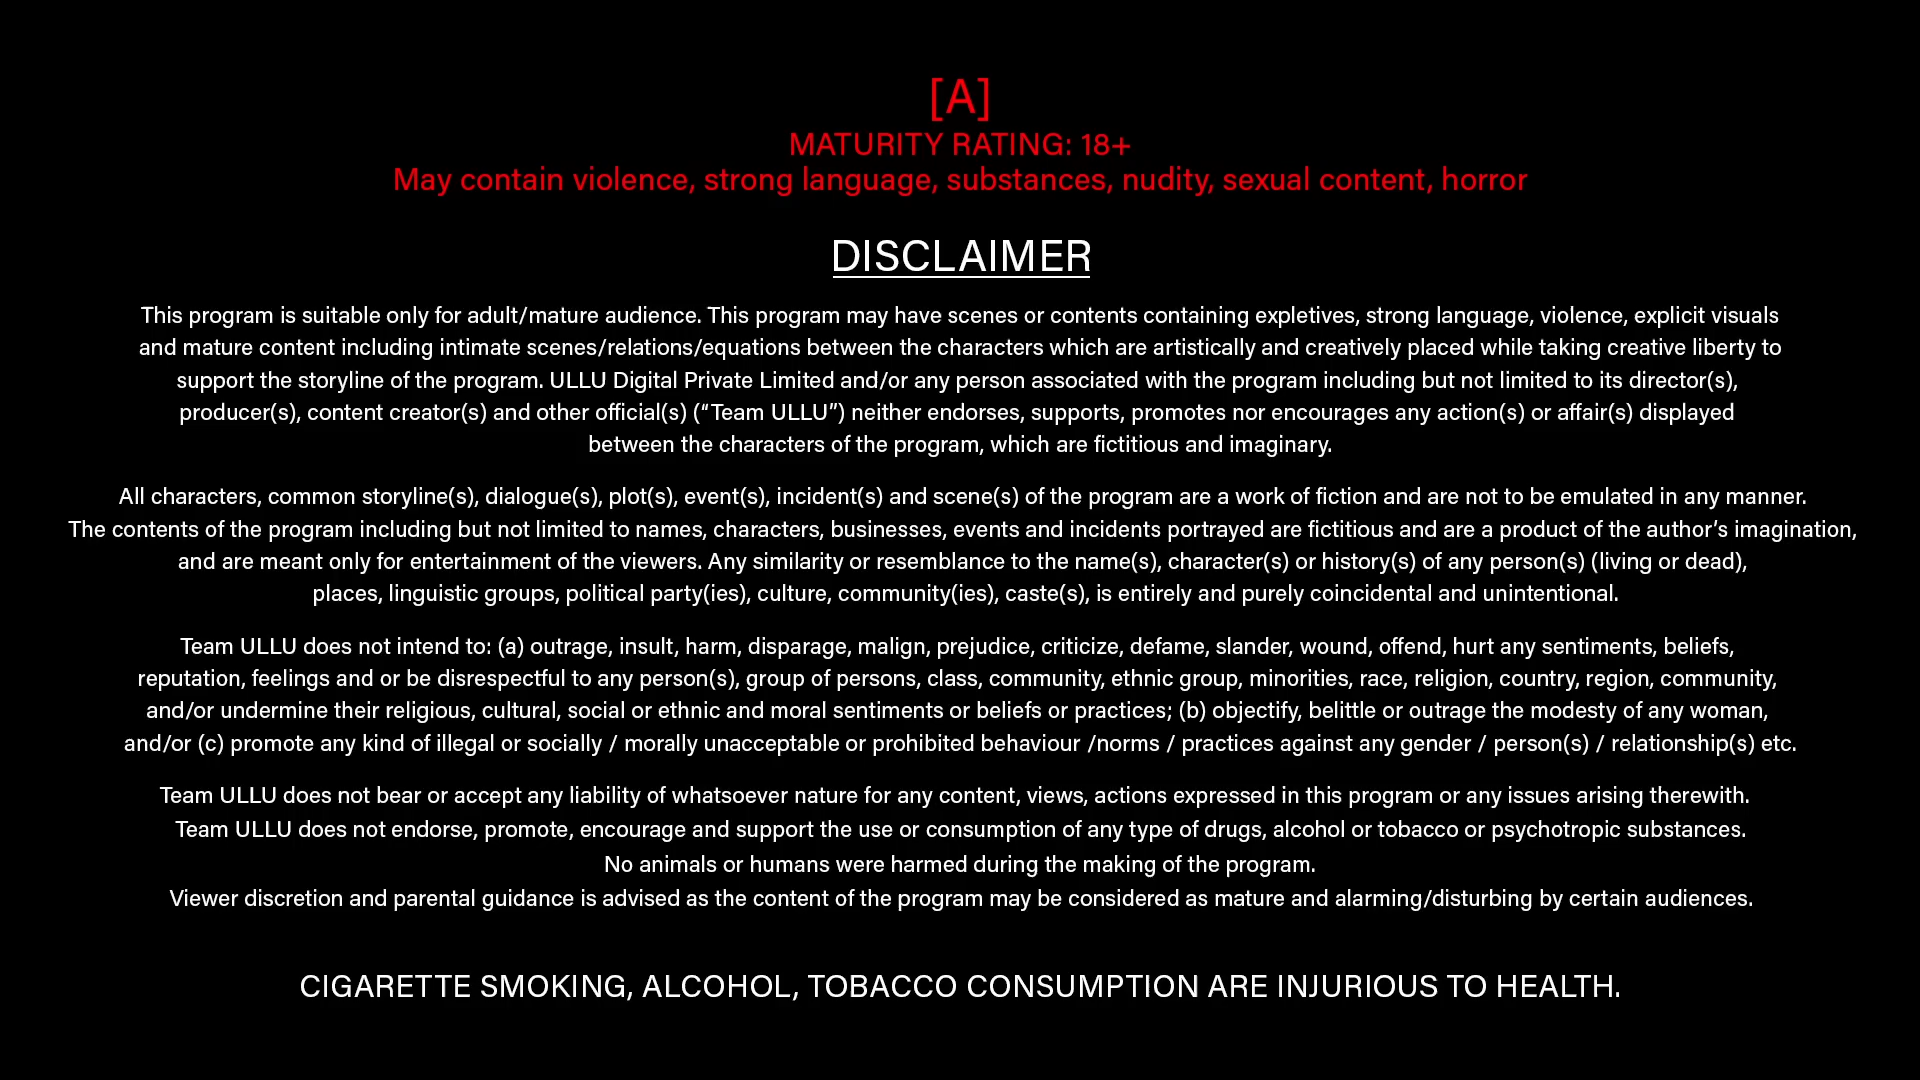 [A]
MATURITY RATING: 18+
May contain violence, strong language, substances, nudity, sexual content, horror
DISCLAIMER
This program is suitable only for adult/mature audience. This program may have scenes or contents containing expletives, strong language, violence, explicit visuals
and mature content including intimate scenes/relations/equations between the characters which are artistically and creatively placed while taking creative liberty to
support the storyline of the program. ULLU Digital Private Limited and/or any person associated with the program including but not limited to its director(s),
producer(s), content creator(s) and other official(s) (“Team ULLU”) neither endorses, supports, promotes nor encourages any action(s) or affair(s) displayed
between the characters of the program, which are fictitious and imaginary.
All characters, common storyline(s), dialogue(s), plot(s), event(s), incident(s) and scene(s) of the program are a work of fiction and are not to be emulated in any manner.
The contents of the program including but not limited to names, characters, businesses, events and incidents portrayed are fictitious and are a product of the author’s imagination,
and are meant only for entertainment of the viewers. Any similarity or resemblance to the name(s), character(s) or history(s) of any person(s) (living or dead),
places, linguistic groups, political party(ies), culture, community(ies), caste(s), is entirely and purely coincidental and unintentional.
Team ULLU does not intend to: (a) outrage, insult, harm, disparage, malign, prejudice, criticize, defame, slander, wound, offend, hurt any sentiments, beliefs,
reputation, feelings and or be disrespectful to any person(s), group of persons, class, community, ethnic group, minorities, race, religion, country, region, community,
and/or undermine their religious, cultural, social or ethnic and moral sentiments or beliefs or practices; (b) objectify, belittle or outrage the modesty of any woman,
and/or (c) promote any kind of illegal or socially / morally unacceptable or prohibited behaviour /norms / practices against any gender / person(s) / relationship(s) etc.
Team ULLU does not bear or accept any liability of whatsoever nature for any content, views, actions expressed in this program or any issues arising therewith.
Team ULLU does not endorse, promote, encourage and support the use or consumption of any type of drugs, alcohol or tobacco or psychotropic substances.
No animals or humans were harmed during the making of the program.
Viewer discretion and parental guidance is advised as the content of the program may be considered as mature and alarming/disturbing by certain audiences.
CIGARETTE SMOKING, ALCOHOL, TOBACCO CONSUMPTION ARE INJURIOUS TO HEALTH.